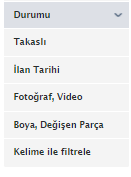 Durumu
Takaslı
İlan Tarihi
Fotoğraf, Video
Boya, Değişen Parça
Kelime ile filtrele